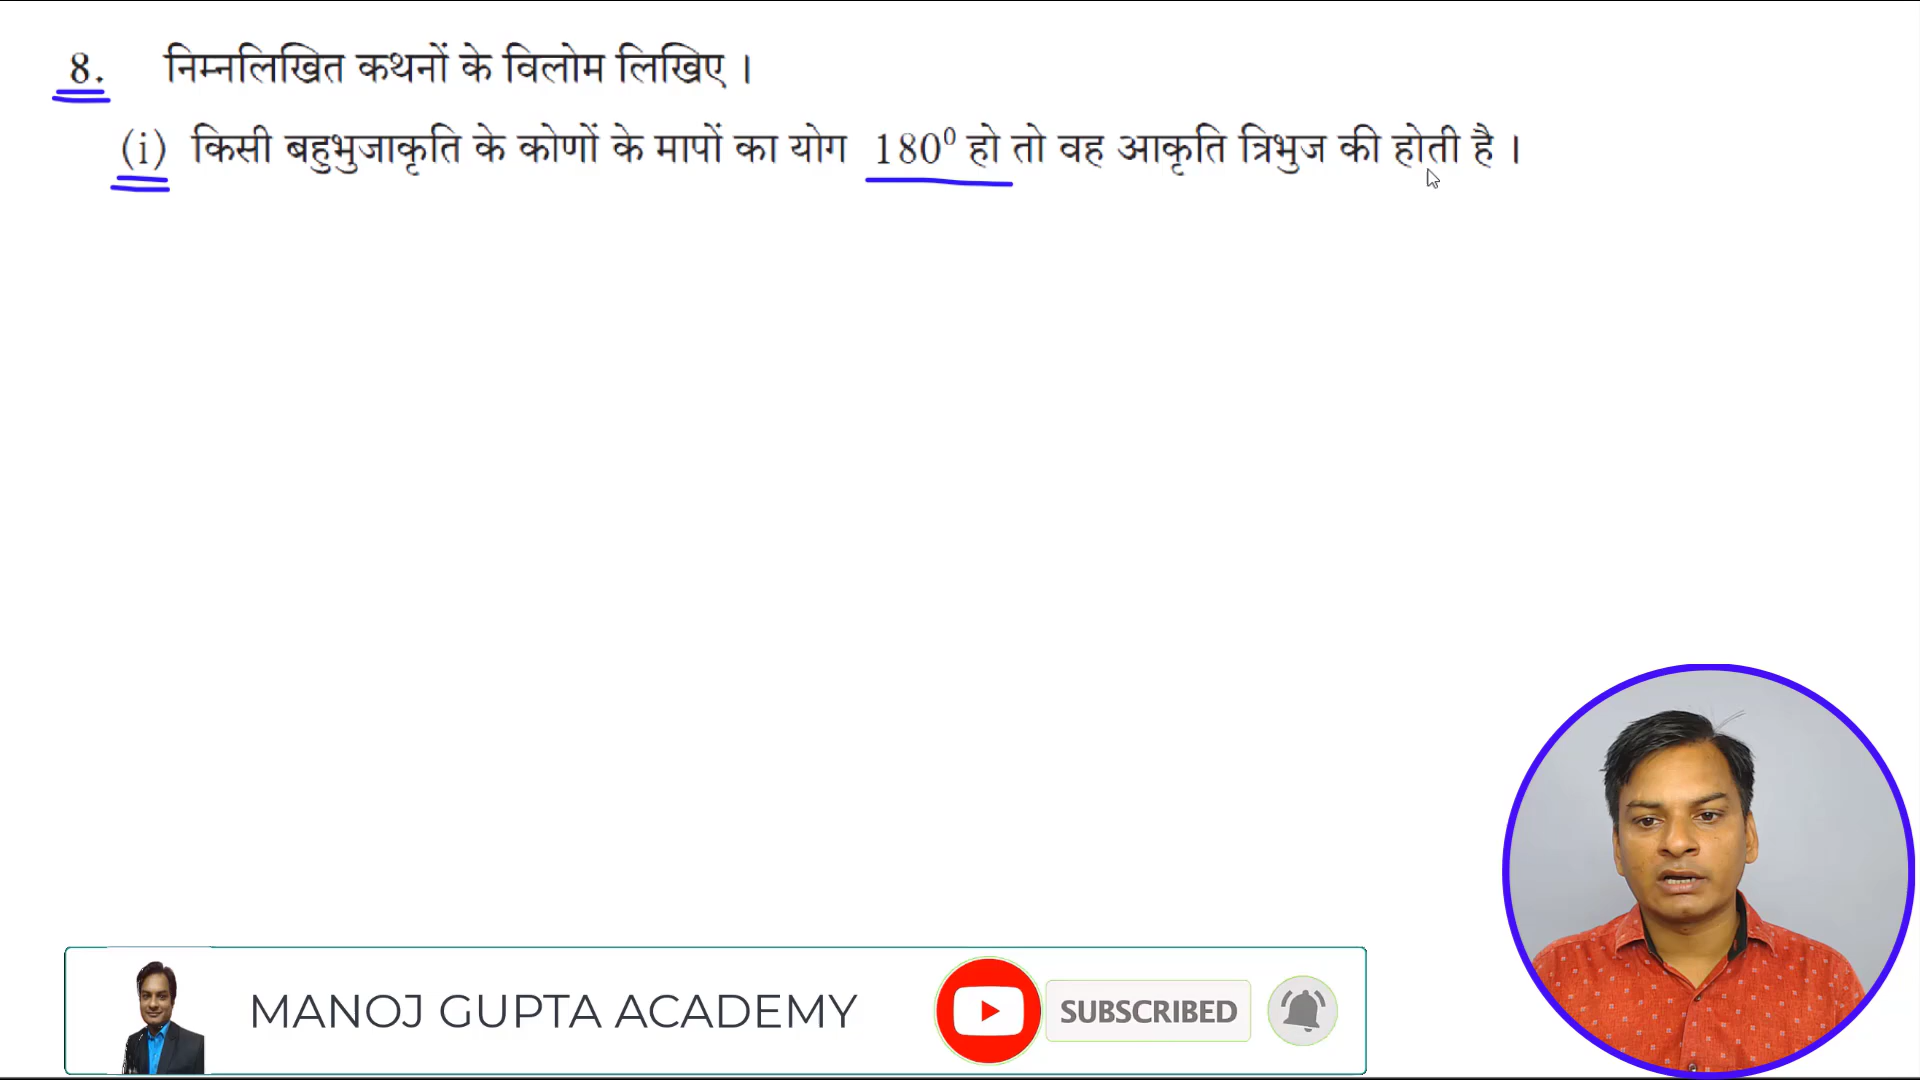 8. निम्नलिखित कथनों के विलोम लिखिए ।
(i) किसी बहुभुजाकृति के कोणों के मापों का योग 180⁰ हो तो वह आकृति त्रिभुज की होती है ।
MANOJ GUPTA ACADEMY
SUBSCRIBED